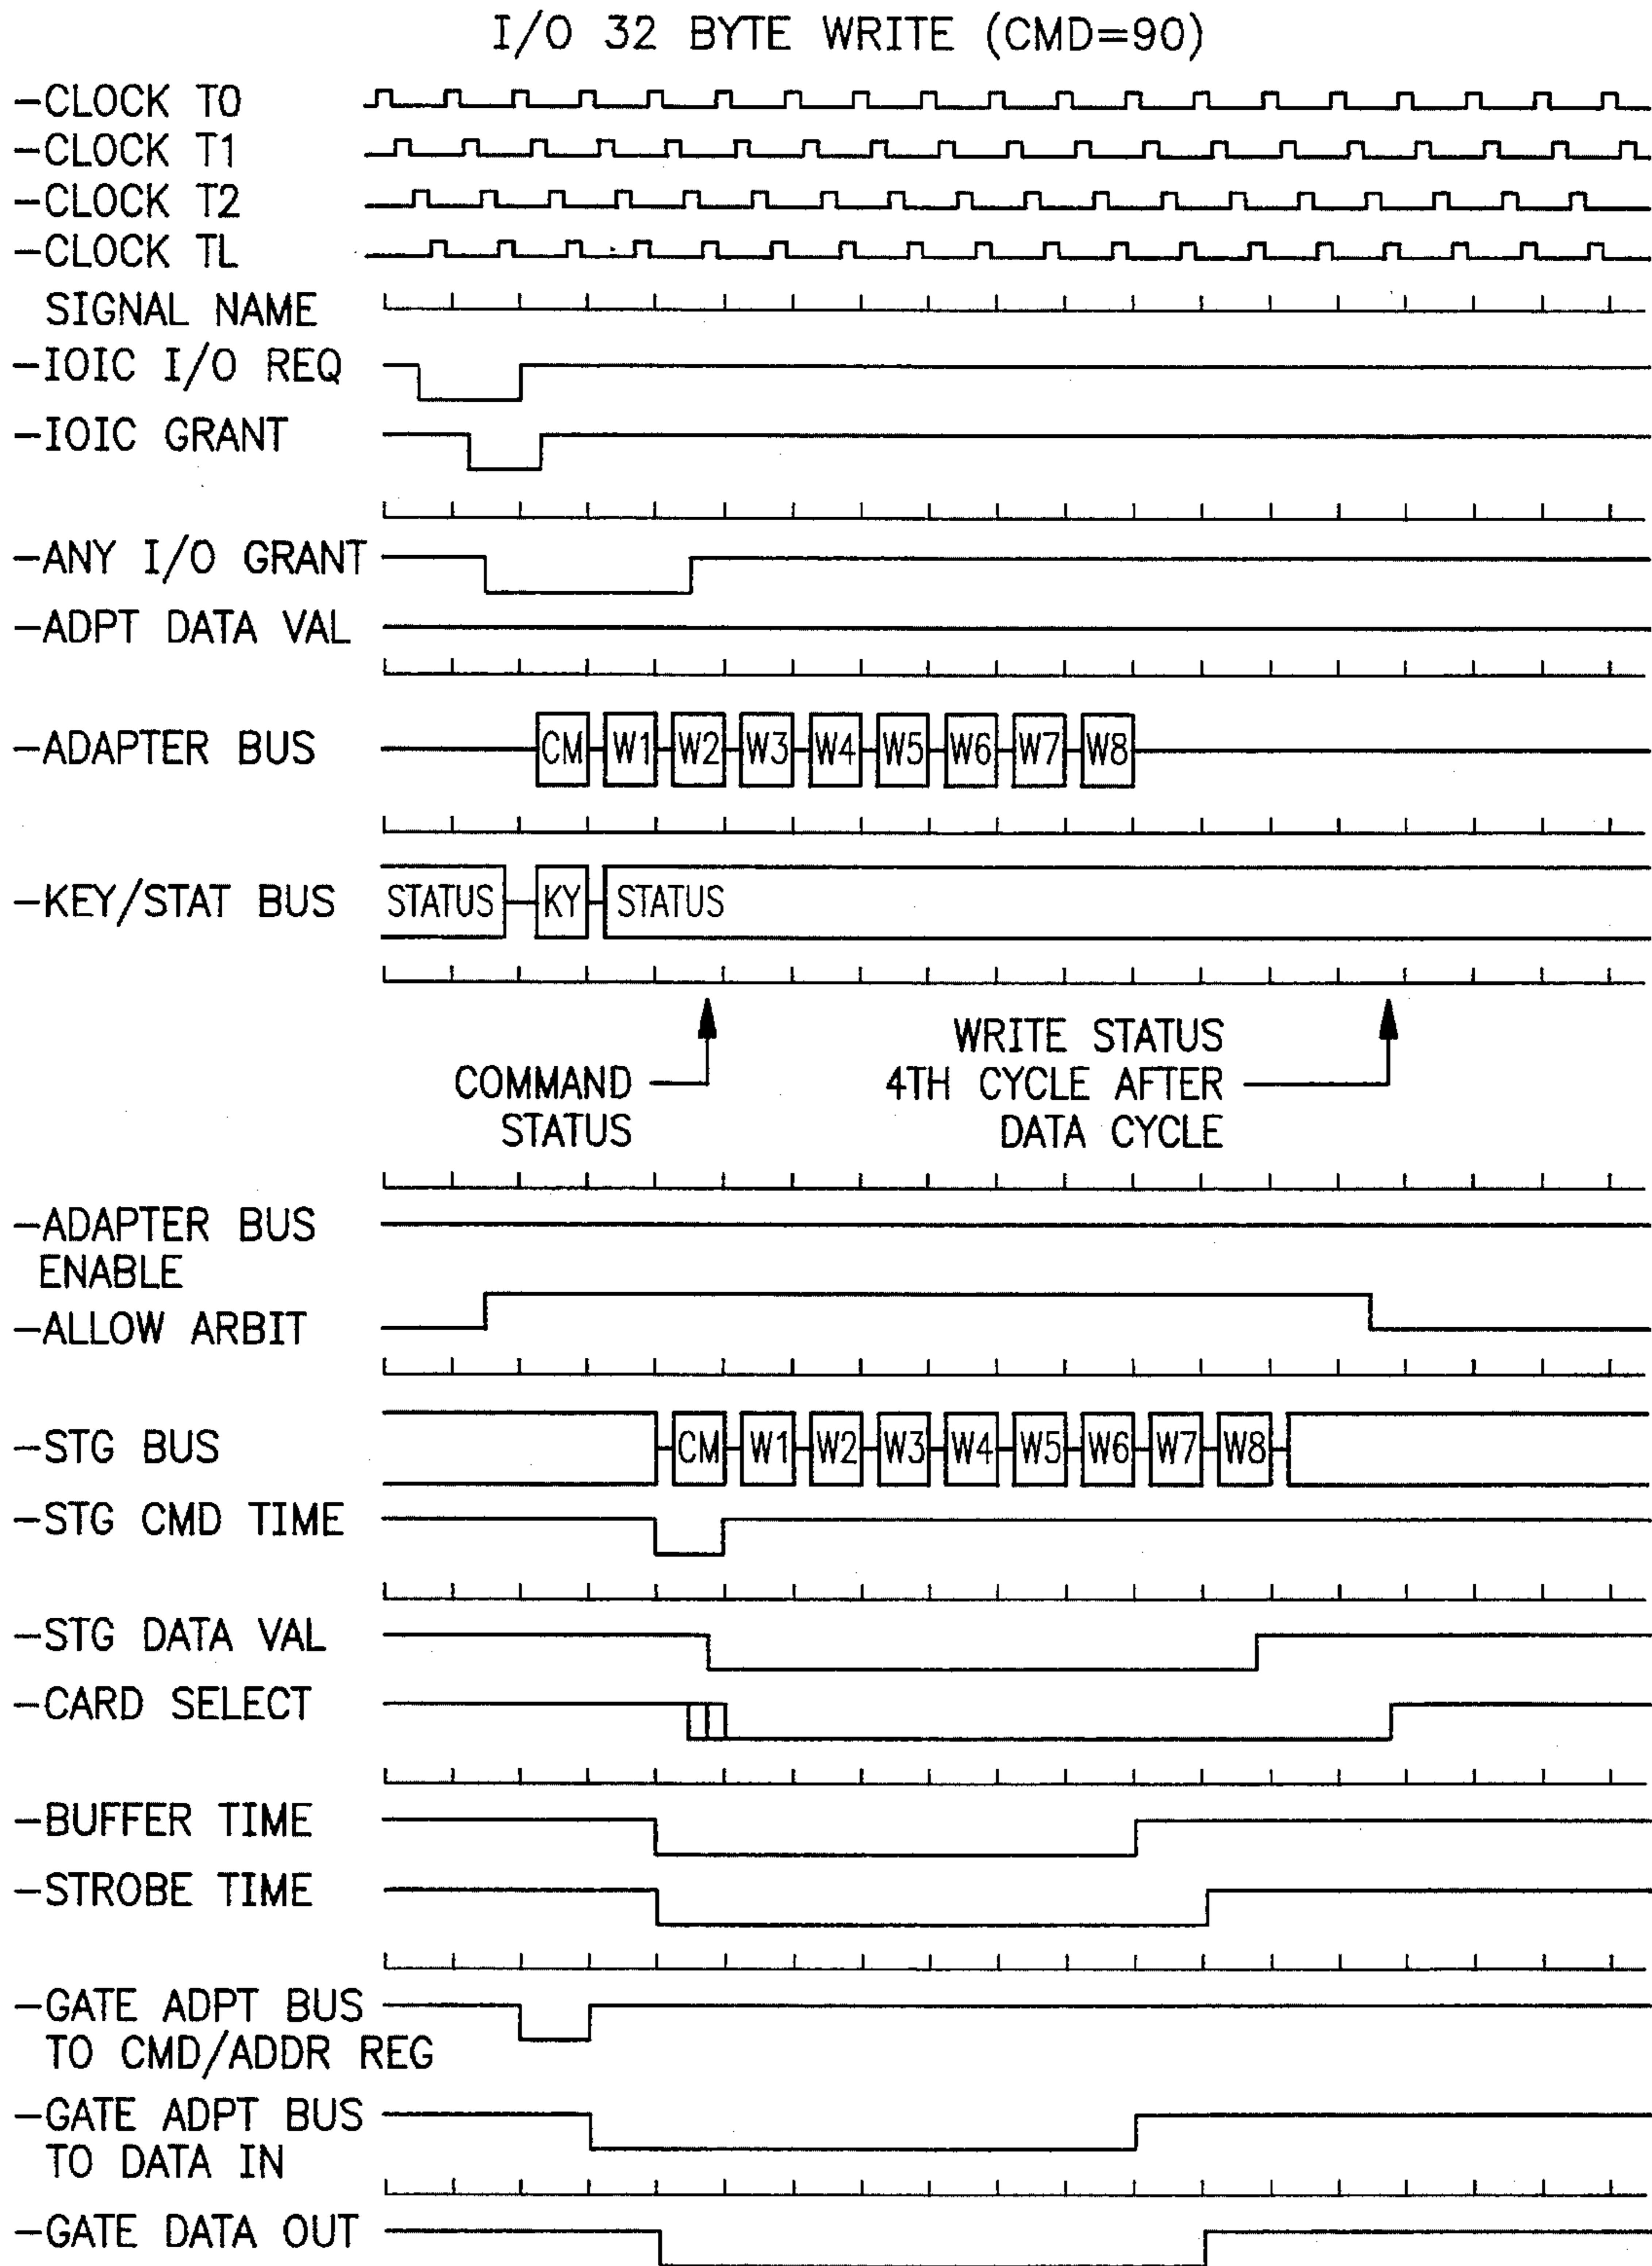 I/O 32 BYTE WRITE (CMD=90)
-CLOCK T0
-CLOCK T1
-CLOCK T2
-CLOCK TL
SIGNAL NAME
-IOIC I/O REQ
-IOIC GRANT
-ANY I/O GRANT
-ADPT DATA VAL
-ADAPTER BUS CM W1 W2 W3 W4 W5 W6 W7 W8
-KEY/STAT BUS STATUS KY STATUS
COMMAND
STATUS
WRITE STATUS
4TH CYCLE AFTER
DATA CYCLE
-ADAPTER BUS
ENABLE
-ALLOW ARBIT
-STG BUS CM W1 W2 W3 W4 W5 W6 W7 W8
-STG CMD TIME
-STG DATA VAL
-CARD SELECT
-BUFFER TIME
-STROBE TIME
-GATE ADPT BUS
TO CMD/ADDR REG
-GATE ADPT BUS
TO DATA IN
-GATE DATA OUT